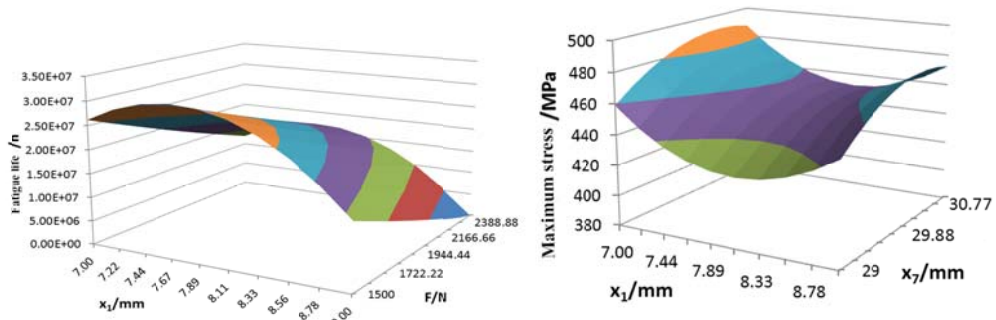 Fatigue life /n
3.50E+07
3.00E+07
2.50E+07
2.00E+07
1.50E+07
1.00E+07
5.00E+06
0.00E+00
7.00
7.22
7.44
7.67
7.89
8.11
8.33
8.56
8.78
x1/mm
1500
1722.22
1944.44
2166.66
2388.88
F/N
Maximum stress /MPa
500
480
460
440
420
400
380
7.00
7.44
7.89
8.33
8.78
x1/mm
29
29.88
30.77
x7/mm